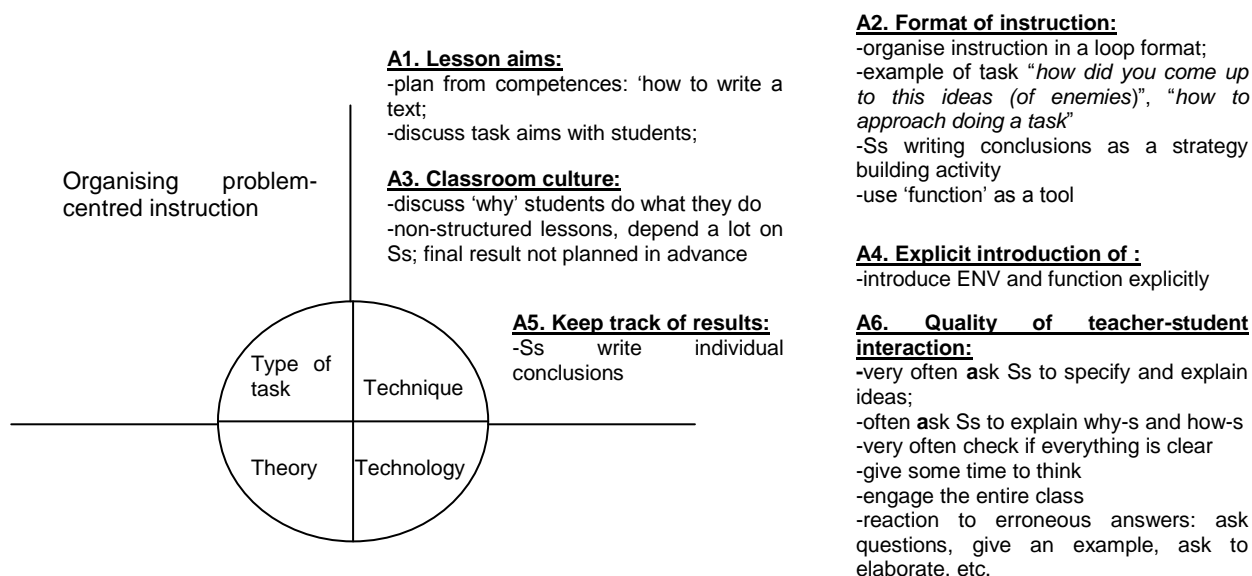 Organising problem-
centred instruction
A1. Lesson aims:
-plan from competences: ‘how to write a
text;
-discuss task aims with students;
A3. Classroom culture:
-discuss ‘why’ students do what they do
-non-structured lessons, depend a lot on
Ss; final result not planned in advance
A5. Keep track of results:
-Ss write individual
conclusions
Type of
task
Technique
Theory
Technology
A2. Format of instruction:
-organise instruction in a loop format;
-example of task “how did you come up
to this ideas (of enemies)”, “how to
approach doing a task”
-Ss writing conclusions as a strategy
building activity
-use ‘function’ as a tool
A4. Explicit introduction of :
-introduce ENV and function explicitly
A6. Quality of teacher-student
interaction:
-very often ask Ss to specify and explain
ideas;
-often ask Ss to explain why-s and how-s
-very often check if everything is clear
-give some time to think
-engage the entire class
-reaction to erroneous answers: ask
questions, give an example, ask to
elaborate, etc.